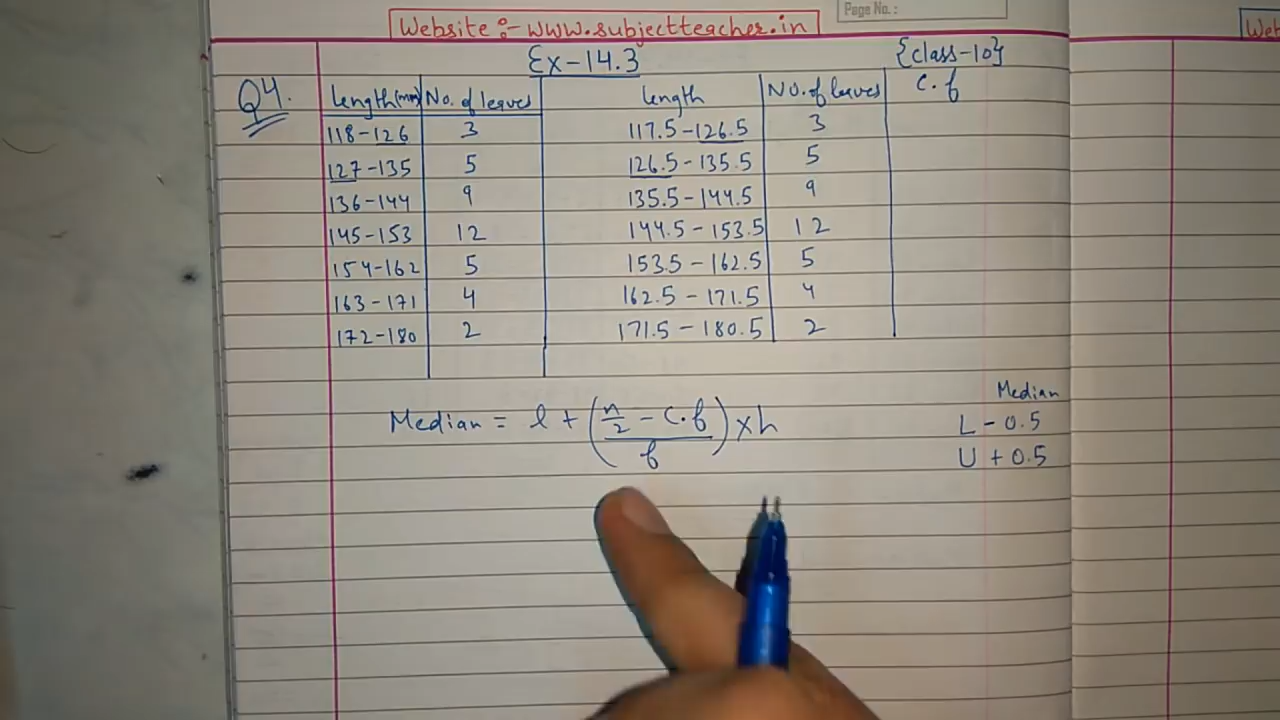 Page No. :
Website :- www.subjectteacher.in
Ex-14.3 {class-10}
Q4. length(mm) No. of leaves length No. of leaves C.f
118-126 3 117.5-126.5 3
127-135 5 126.5-135.5 5
136-144 9 135.5-144.5 9
145-153 12 144.5-153.5 12
154-162 5 153.5-162.5 5
163-171 4 162.5-171.5 4
172-180 2 171.5-180.5 2
Median
Median = l + (n/2 - C.f / f) x h L - 0.5
U + 0.5